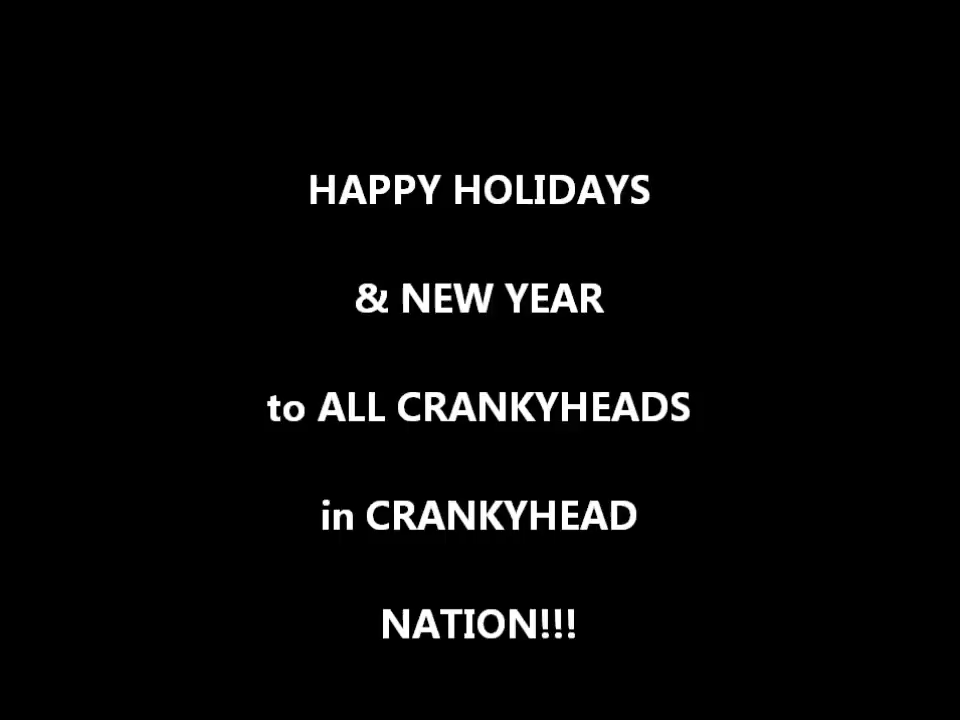 HAPPY HOLIDAYS
& NEW YEAR
to ALL CRANKYHEADS
in CRANKYHEAD
NATION!!!